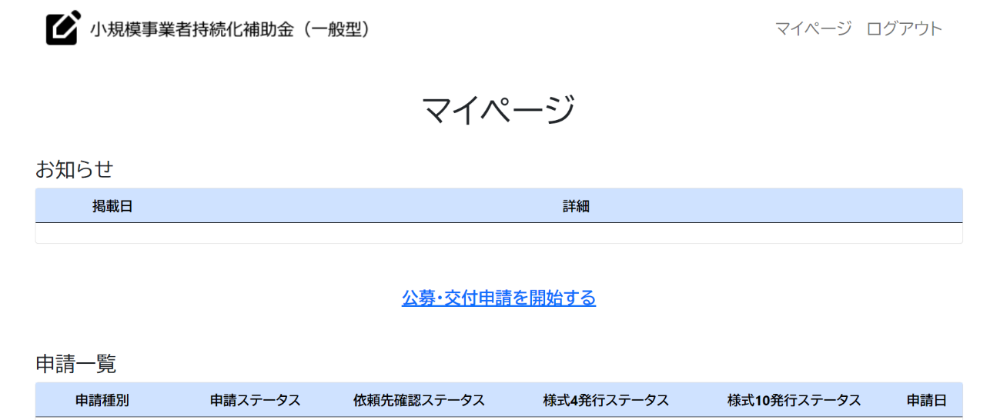 小規模事業者持続化補助金（一般型） マイページ ログアウト
マイページ
お知らせ
掲載日 詳細
公募・交付申請を開始する
申請一覧
申請種別 申請ステータス 依頼先確認ステータス 様式4発行ステータス 様式10発行ステータス 申請日